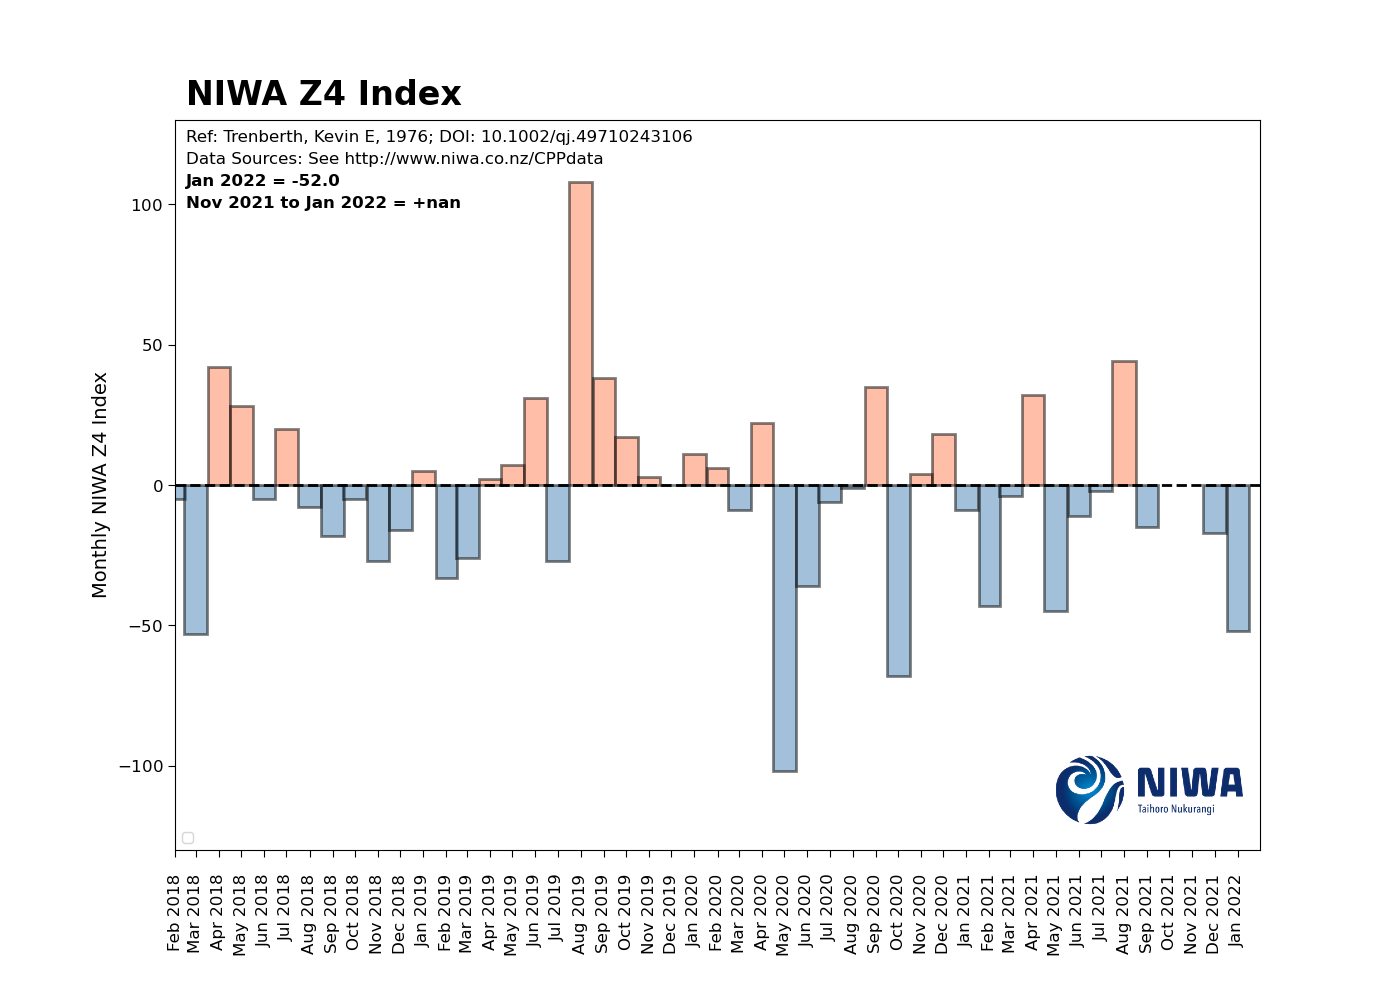 NIWA Z4 Index
Ref: Trenberth, Kevin E, 1976; DOI: 10.1002/qj.49710243106
Data Sources: See http://www.niwa.co.nz/CPPdata
Jan 2022 = -52.0
Nov 2021 to Jan 2022 = +nan
Monthly NIWA Z4 Index
100
50
0
−50
−100
NIWA
Taihoro Nukurangi
Feb 2018
Mar 2018
Apr 2018
May 2018
Jun 2018
Jul 2018
Aug 2018
Sep 2018
Oct 2018
Nov 2018
Dec 2018
Jan 2019
Feb 2019
Mar 2019
Apr 2019
May 2019
Jun 2019
Jul 2019
Aug 2019
Sep 2019
Oct 2019
Nov 2019
Dec 2019
Jan 2020
Feb 2020
Mar 2020
Apr 2020
May 2020
Jun 2020
Jul 2020
Aug 2020
Sep 2020
Oct 2020
Nov 2020
Dec 2020
Jan 2021
Feb 2021
Mar 2021
Apr 2021
May 2021
Jun 2021
Jul 2021
Aug 2021
Sep 2021
Oct 2021
Nov 2021
Dec 2021
Jan 2022